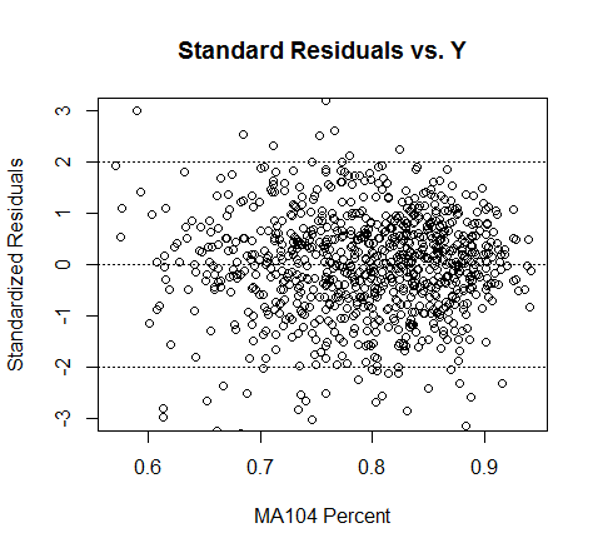 Standard Residuals vs. Y
Standardized Residuals
3
2
1
0
-1
-2
-3
0.6 0.7 0.8 0.9
MA104 Percent